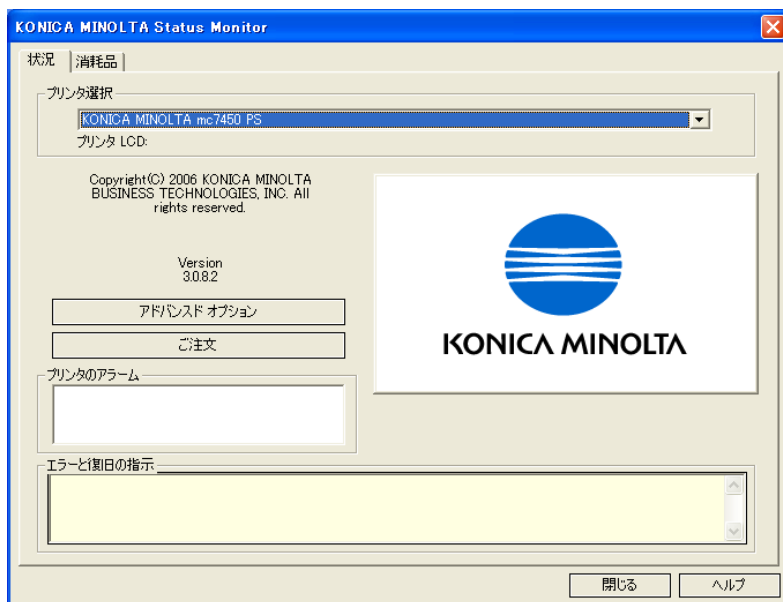 KONICA MINOLTA Status Monitor
状況
消耗品
プリンタ選択
KONICA MINOLTA mc7450 PS
プリンタ LCD:
Copyright(C) 2006 KONICA MINOLTA
BUSINESS TECHNOLOGIES, INC. All
rights reserved.
Version
3.0.8.2
アドバンスド オプション
ご注文
KONICA MINOLTA
プリンタのアラーム
エラーと復旧の指示
閉じる
ヘルプ